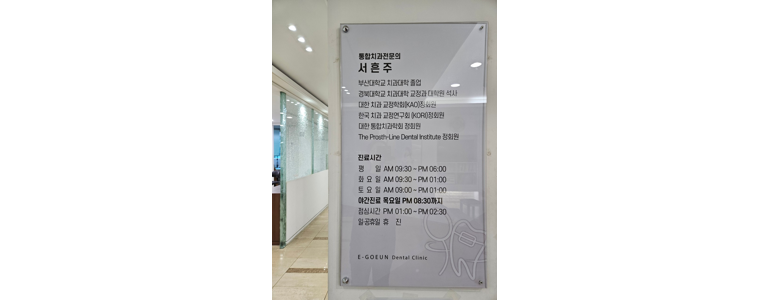 통합치과전문의
서흔주
부산대학교 치과대학 졸업
경북대학교 치과대학 교정과 대학원 석사
대한 치과 교정학회(KAO)정회원
한국 치과 교정연구회 (KORI)정회원
대한 통합치과학회 정회원
The Prosth-Line Dental Institute 정회원
진료시간
평 일 AM 09:30 ~ PM 06:00
화 요 일 AM 09:30 ~ PM 01:00
토 요 일 AM 09:00 ~ PM 01:00
야간진료 목요일 PM 08:30까지
점심시간 PM 01:00 ~ PM 02:30
일·공휴일 휴 진
E-GOEUN Dental Clinic